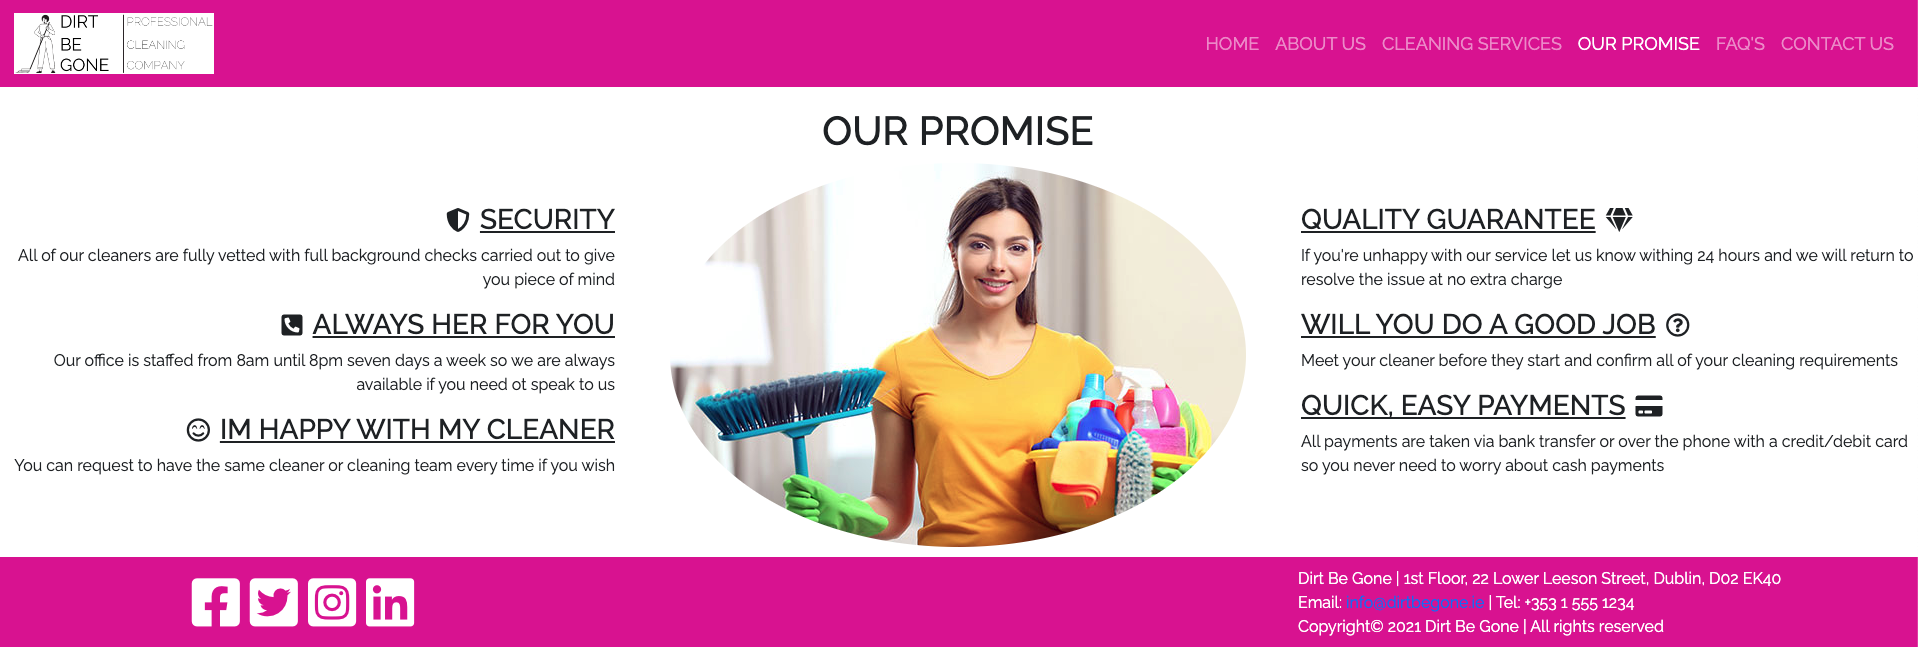 DIRT
BE
GONE
PROFESSIONAL
CLEANING
COMPANY
HOME ABOUT US CLEANING SERVICES OUR PROMISE FAQ'S CONTACT US
OUR PROMISE
SECURITY
All of our cleaners are fully vetted with full background checks carried out to give
you piece of mind
ALWAYS HER FOR YOU
Our office is staffed from 8am until 8pm seven days a week so we are always
available if you need ot speak to us
IM HAPPY WITH MY CLEANER
You can request to have the same cleaner or cleaning team every time if you wish
QUALITY GUARANTEE
If you're unhappy with our service let us know withing 24 hours and we will return to
resolve the issue at no extra charge
WILL YOU DO A GOOD JOB
Meet your cleaner before they start and confirm all of your cleaning requirements
QUICK, EASY PAYMENTS
All payments are taken via bank transfer or over the phone with a credit/debit card
so you never need to worry about cash payments
Dirt Be Gone | 1st Floor, 22 Lower Leeson Street, Dublin, D02 EK40
Email: info@dirtbegone.ie | Tel: +353 1 555 1234
Copyright© 2021 Dirt Be Gone | All rights reserved